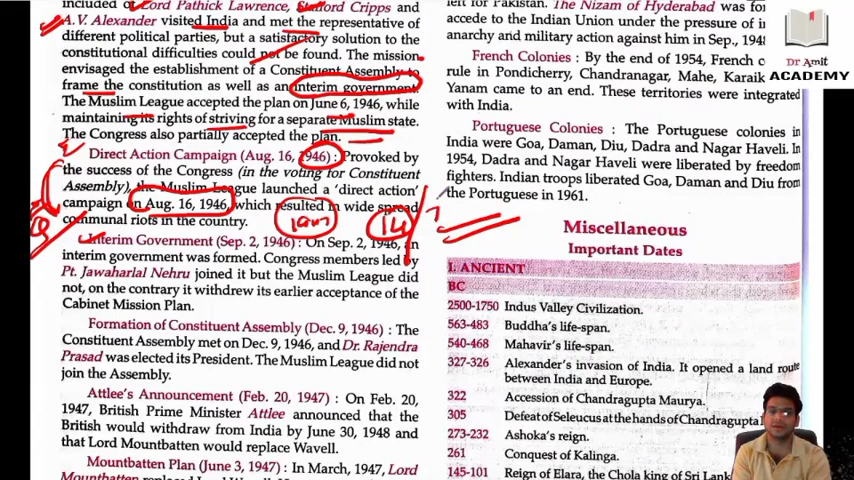 included of Lord Pathick Lawrence, Stafford Cripps and
A.V. Alexander visited India and met the representative of
different political parties, but a satisfactory solution to the
constitutional difficulties could not be found. The mission
envisaged the establishment of a Constituent Assembly to
frame the constitution as well as an interim government.
The Muslim League accepted the plan on June 6, 1946, while
maintaining its rights of striving for a separate Muslim state.
The Congress also partially accepted the plan.
Direct Action Campaign (Aug. 16, 1946) : Provoked by
the success of the Congress (in the voting for Constituent
Assembly), the Muslim League launched a 'direct action'
campaign on Aug. 16, 1946, which resulted in wide spread
communal riots in the country.
Interim Government (Sep. 2, 1946) : On Sep. 2, 1946, an
interim government was formed. Congress members led by
Pt. Jawaharlal Nehru joined it but the Muslim League did
not, on the contrary it withdrew its earlier acceptance of the
Cabinet Mission Plan.
Formation of Constituent Assembly (Dec. 9, 1946) : The
Constituent Assembly met on Dec. 9, 1946, and Dr. Rajendra
Prasad was elected its President. The Muslim League did not
join the Assembly.
Attlee's Announcement (Feb. 20, 1947) : On Feb. 20,
1947, British Prime Minister Attlee announced that the
British would withdraw from India by June 30, 1948 and
that Lord Mountbatten would replace Wavell.
Mountbatten Plan (June 3, 1947) : In March, 1947, Lord
Mountbatten replaced Lord Wavell.
left for Pakistan. The Nizam of Hyderabad was for
accede to the Indian Union under the pressure of in
anarchy and military action against him in Sep., 1948
French Colonies : By the end of 1954, French c
rule in Pondicherry, Chandranagar, Mahe, Karaik
Yanam came to an end. These territories were integrated
with India.
Portuguese Colonies : The Portuguese colonies in
India were Goa, Daman, Diu, Dadra and Nagar Haveli. In
1954, Dadra and Nagar Haveli were liberated by freedom
fighters. Indian troops liberated Goa, Daman and Diu from
the Portuguese in 1961.
Miscellaneous
Important Dates
I. ANCIENT
BC
2500-1750 Indus Valley Civilization.
563-483 Buddha's life-span.
540-468 Mahavir's life-span.
327-326 Alexander's invasion of India. It opened a land route
between India and Europe.
322 Accession of Chandragupta Maurya.
305 Defeat of Seleucus at the hands of Chandragupta
273-232 Ashoka's reign.
261 Conquest of Kalinga.
145-101 Reign of Elara, the Chola king of Sri Lank
Dr Amit
ACADEMY
14